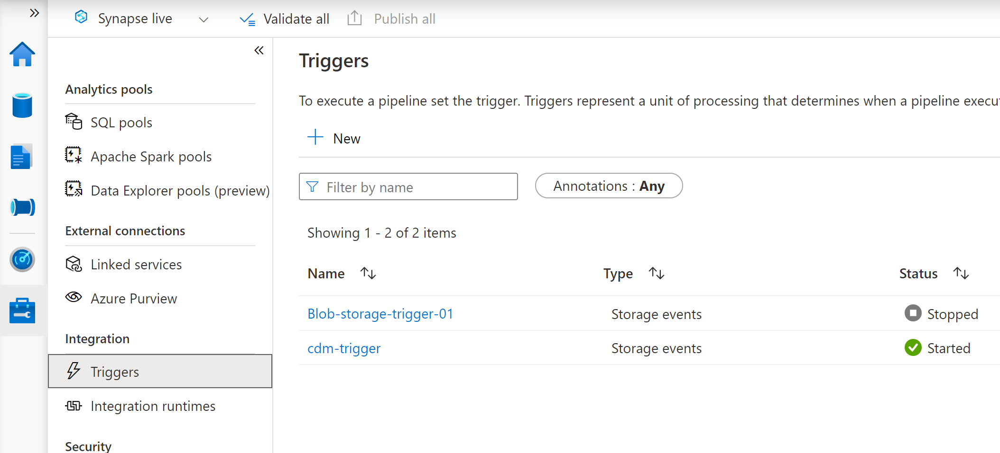 Synapse live
Validate all
Publish all
Analytics pools
SQL pools
Apache Spark pools
Data Explorer pools (preview)
External connections
Linked services
Azure Purview
Integration
Triggers
Integration runtimes
Security
Triggers
To execute a pipeline set the trigger. Triggers represent a unit of processing that determines when a pipeline execu
New
Filter by name
Annotations : Any
Showing 1 - 2 of 2 items
Name Type Status
Blob-storage-trigger-01 Storage events Stopped
cdm-trigger Storage events Started